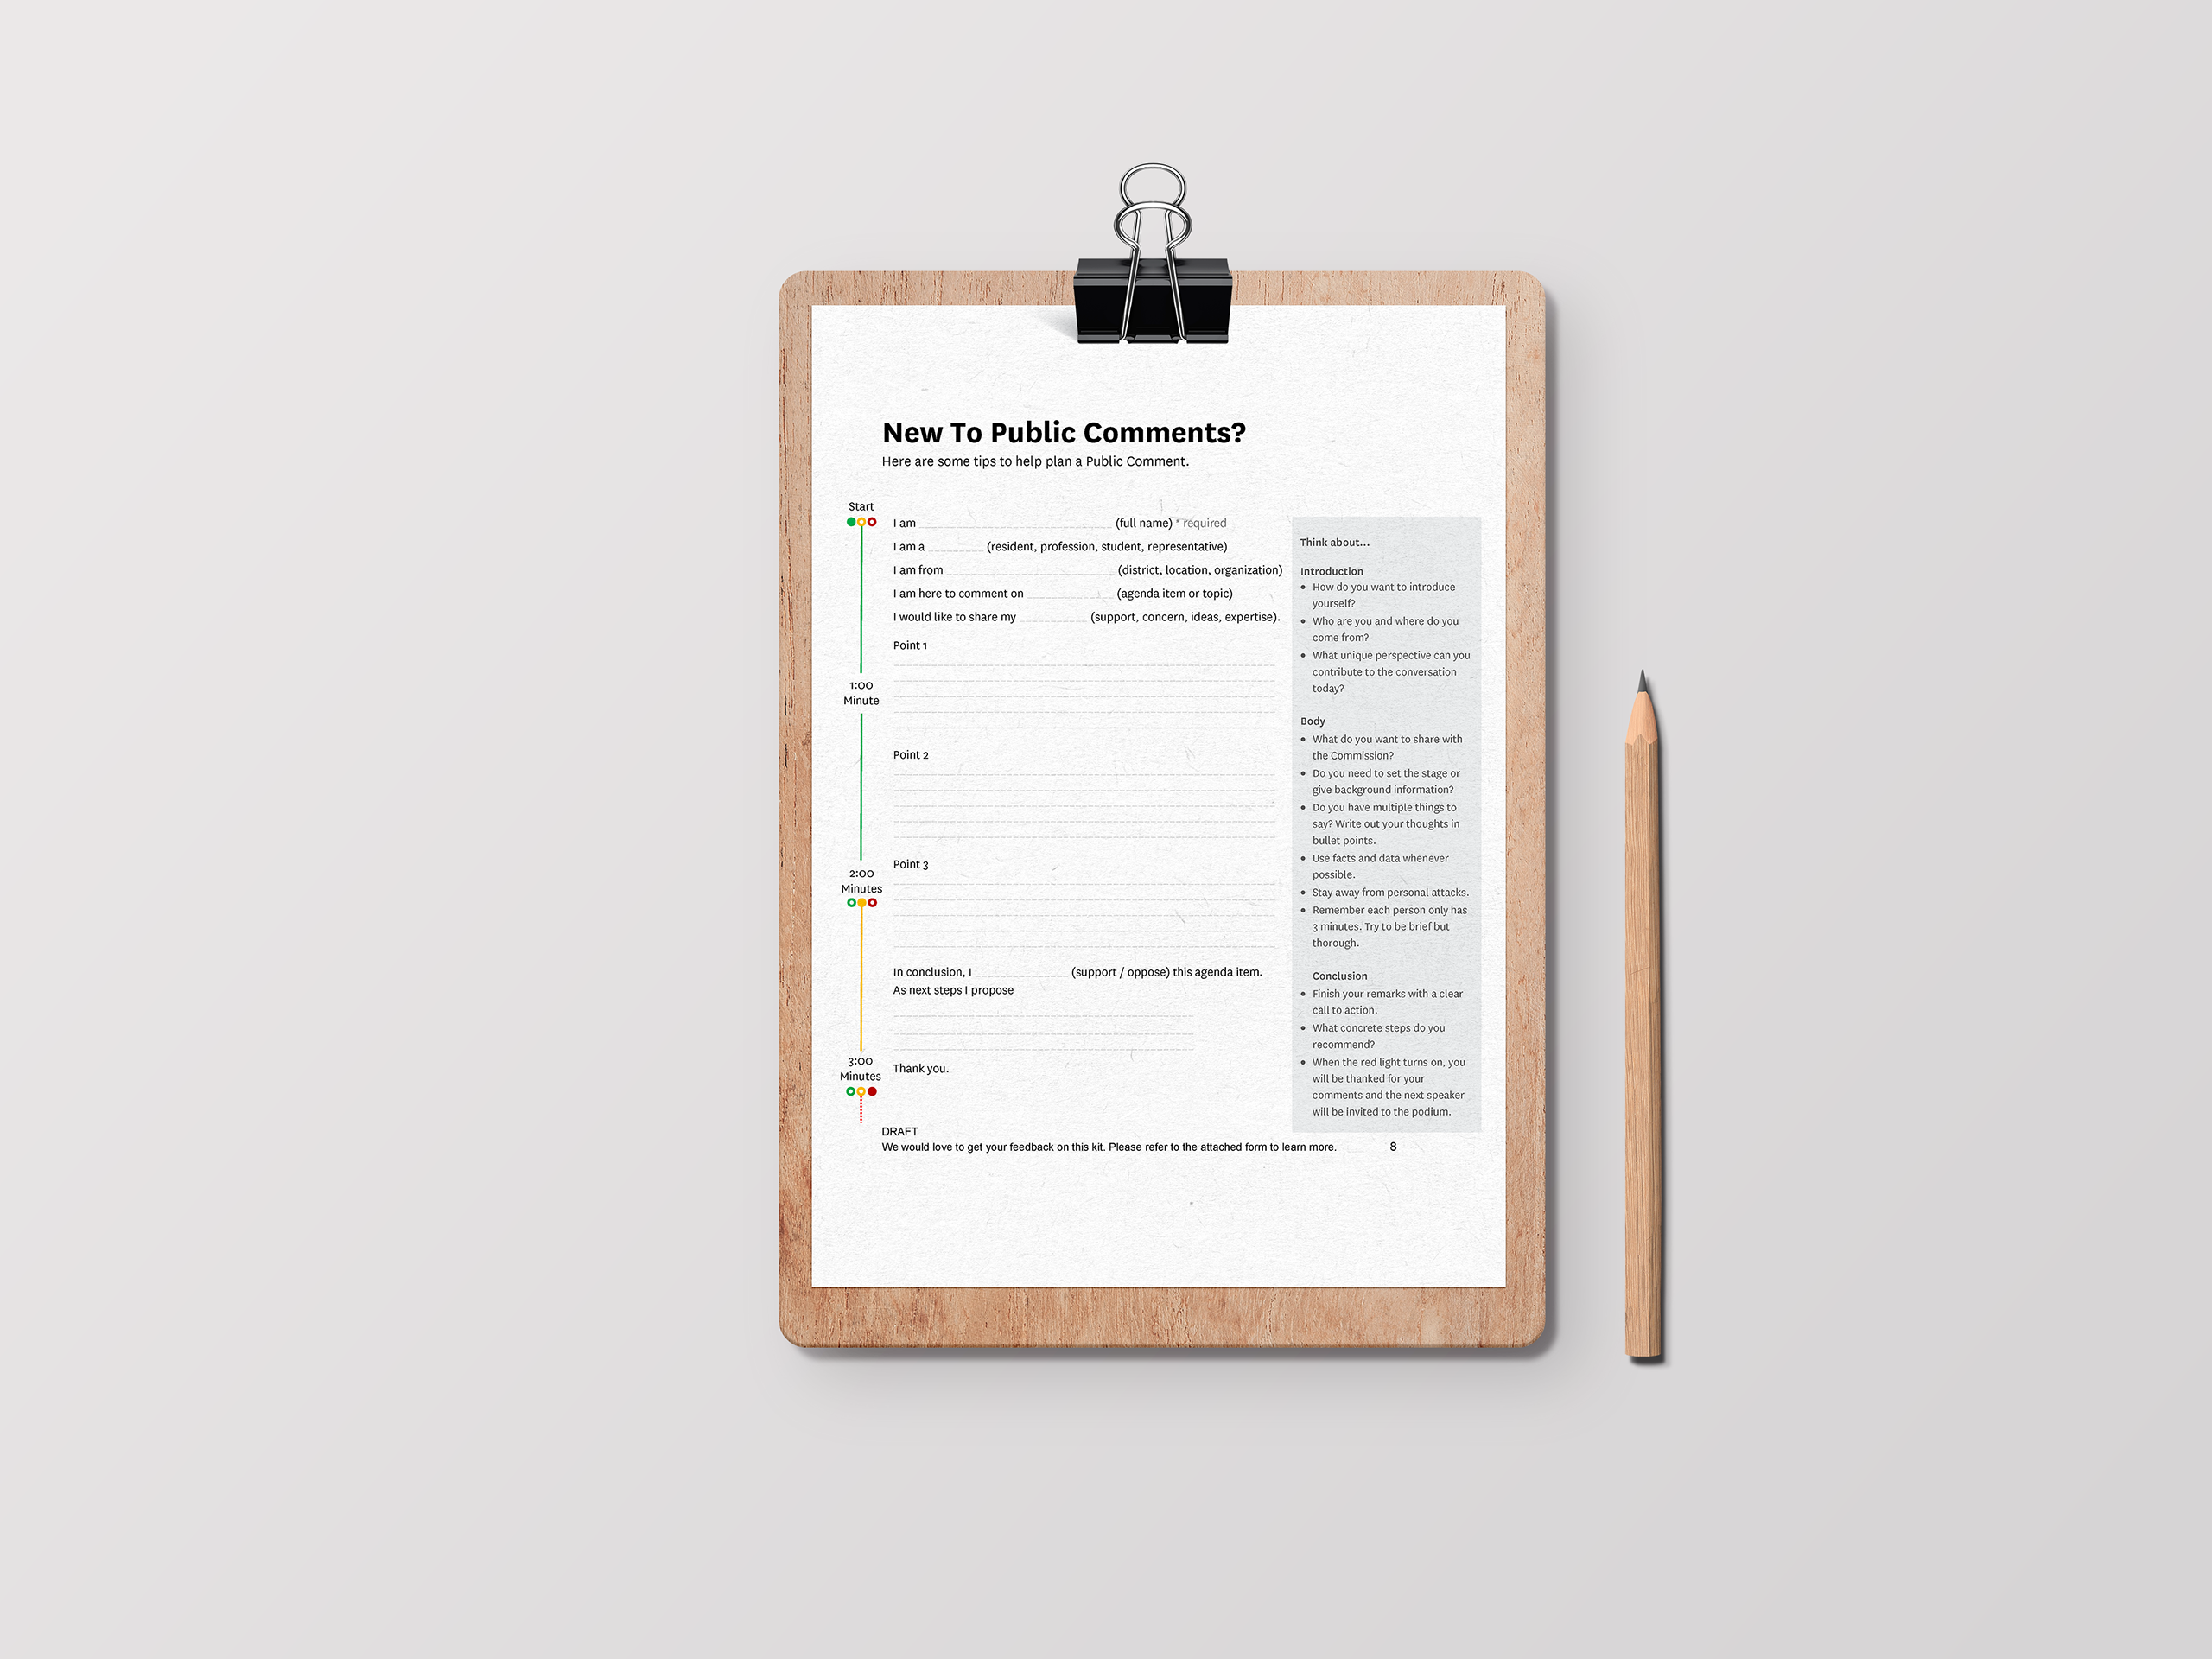 New To Public Comments?
Here are some tips to help plan a Public Comment.
Start
I am (full name) * required
I am a (resident, profession, student, representative)
I am from (district, location, organization)
I am here to comment on (agenda item or topic)
I would like to share my (support, concern, ideas, expertise).
Point 1
1:00
Minute
Point 2
Point 3
2:00
Minutes
In conclusion, I (support / oppose) this agenda item.
As next steps I propose
3:00
Minutes
Thank you.
Think about...
Introduction
• How do you want to introduce
yourself?
• Who are you and where do you
come from?
• What unique perspective can you
contribute to the conversation
today?
Body
• What do you want to share with
the Commission?
• Do you need to set the stage or
give background information?
• Do you have multiple things to
say? Write out your thoughts in
bullet points.
• Use facts and data whenever
possible.
• Stay away from personal attacks.
• Remember each person only has
3 minutes. Try to be brief but
thorough.
Conclusion
• Finish your remarks with a clear
call to action.
• What concrete steps do you
recommend?
• When the red light turns on, you
will be thanked for your
comments and the next speaker
will be invited to the podium.
DRAFT
We would love to get your feedback on this kit. Please refer to the attached form to learn more. 8